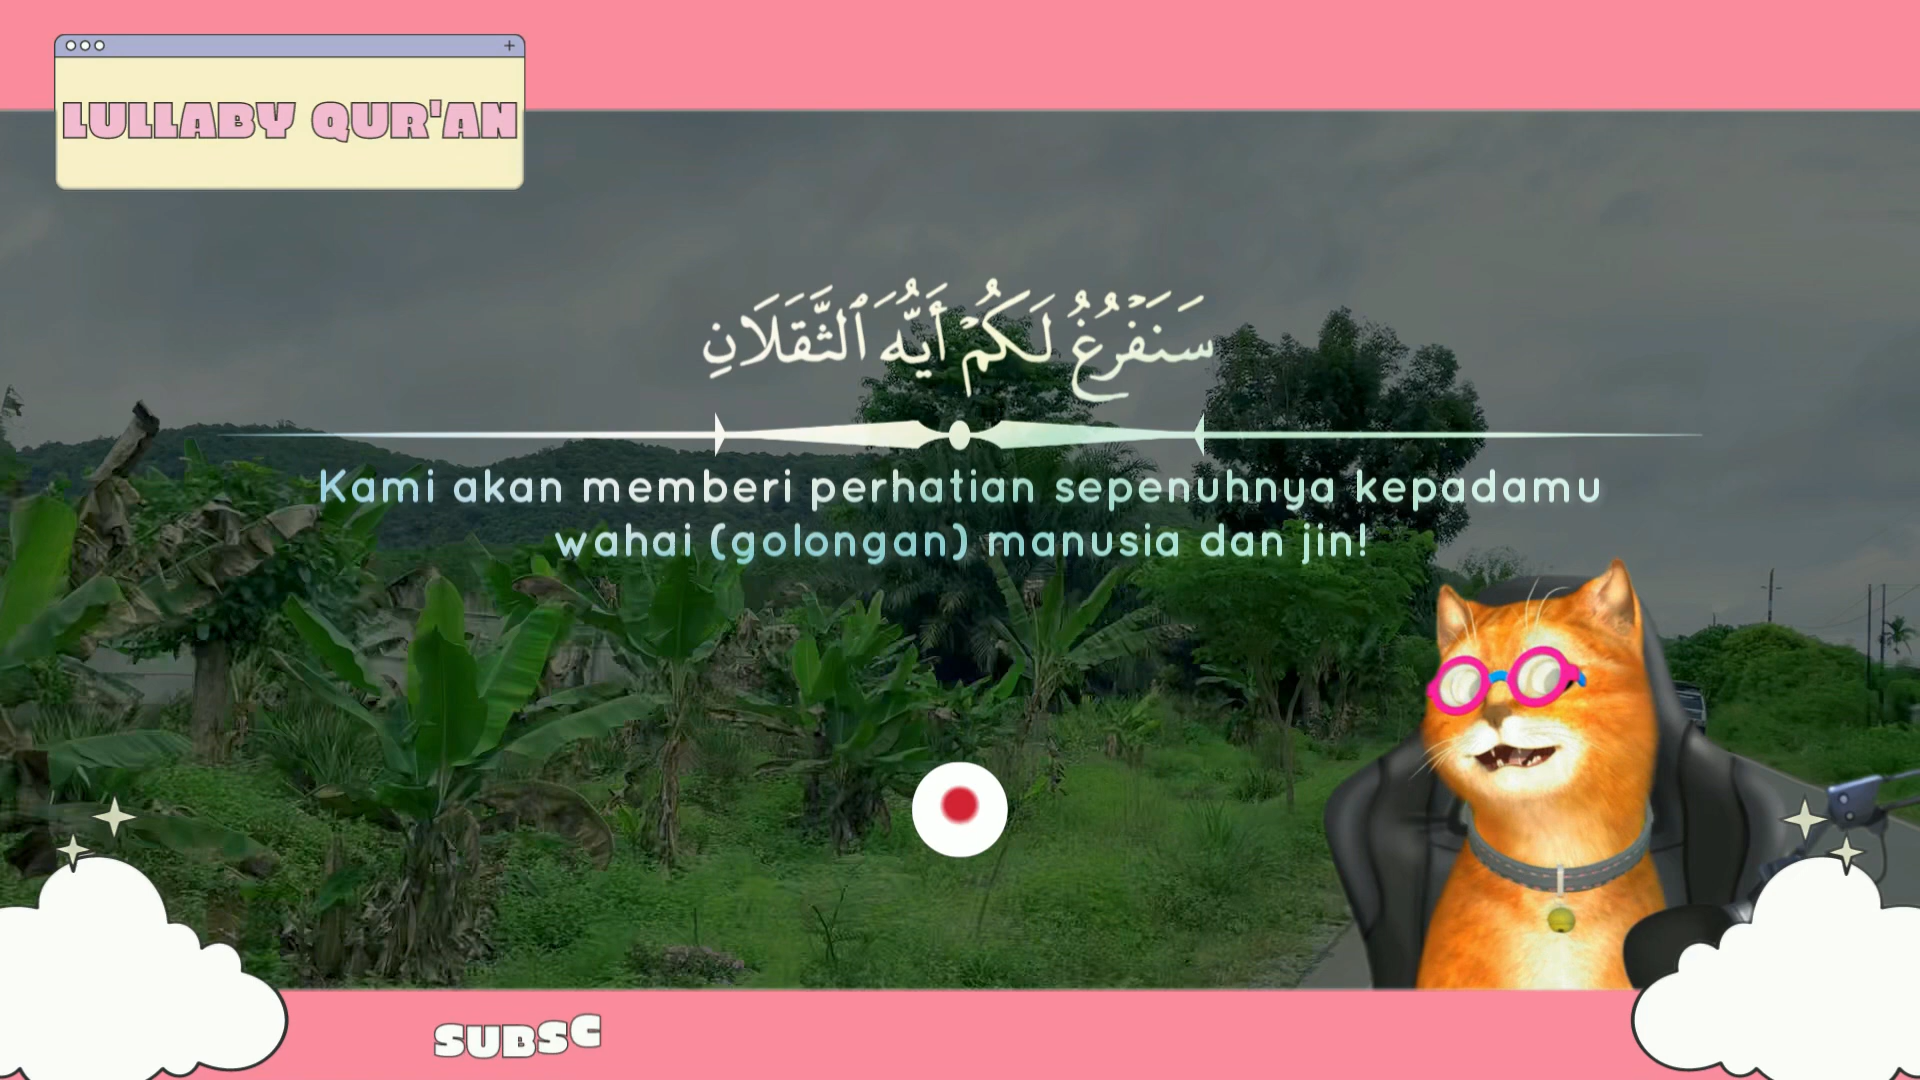 LULLABY QUR'AN
سَنَفۡرُغُ لَكُمۡ أَيُّهَ ٱلثَّقَلَانِ
Kami akan memberi perhatian sepenuhnya kepadamu
wahai (golongan) manusia dan jin!
SUBSC